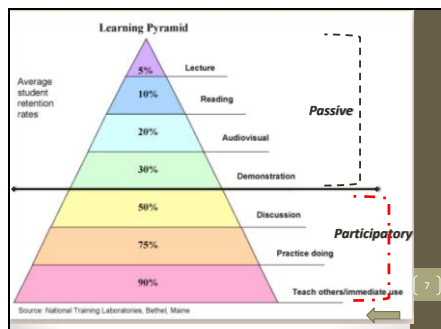 Learning Pyramid
Average
student
retention
rates
5%
Lecture
10%
Reading
20%
Audiovisual
30%
Demonstration
Passive
50%
Discussion
75%
Practice doing
90%
Teach others/immediate use
Participatory
7
Source: National Training Laboratories, Bethel, Maine